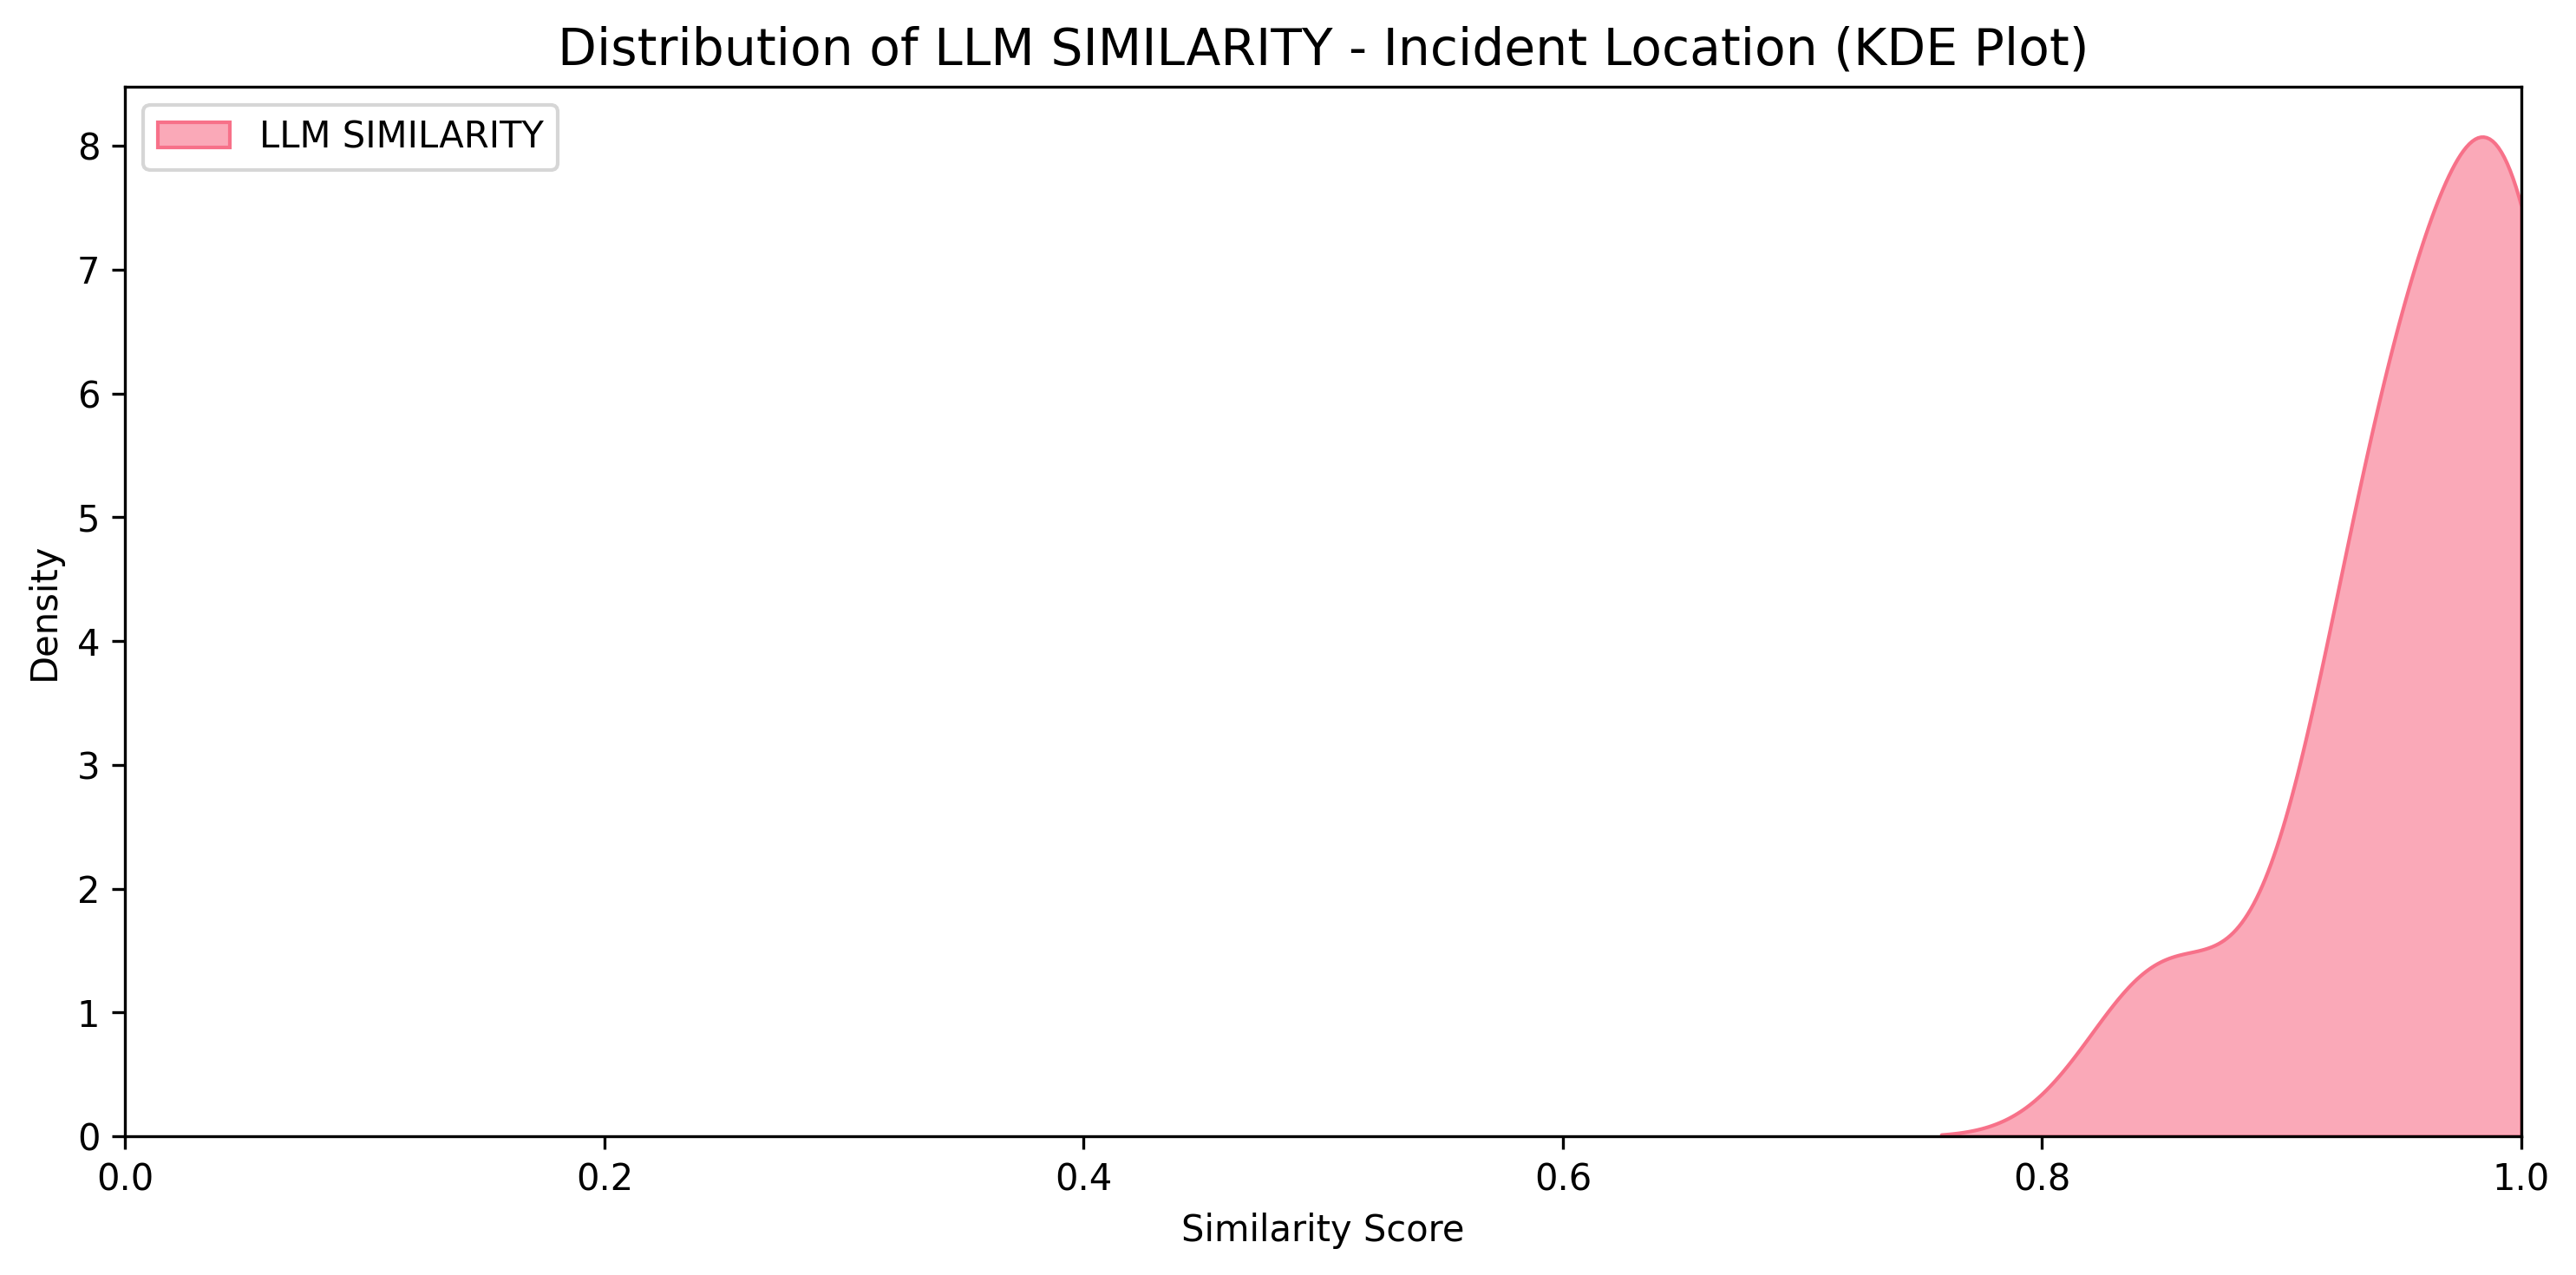 Distribution of LLM SIMILARITY - Incident Location (KDE Plot)
LLM SIMILARITY
8
7
6
5
4
3
2
1
0
Density
0.0 0.2 0.4 0.6 0.8 1.0
Similarity Score